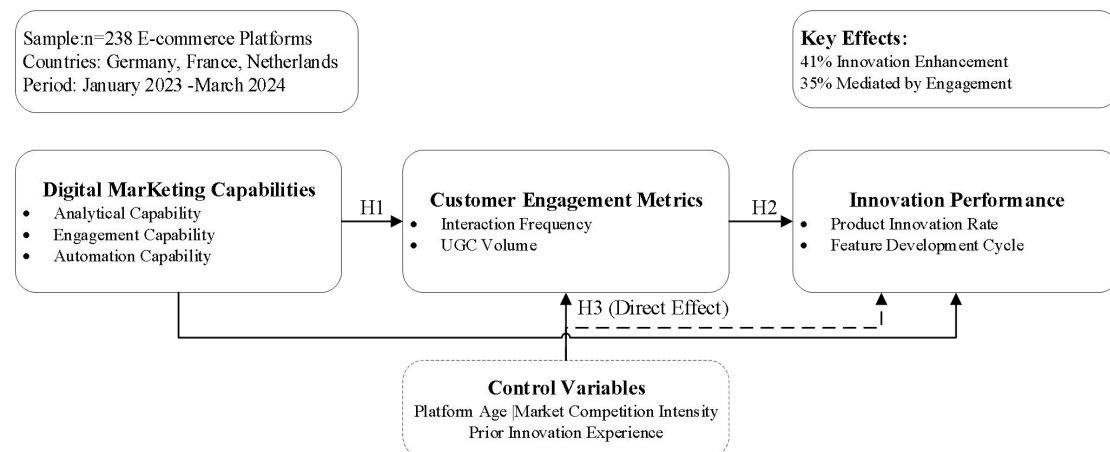 Sample:n=238 E-commerce Platforms
Countries: Germany, France, Netherlands
Period: January 2023 -March 2024
Key Effects:
41% Innovation Enhancement
35% Mediated by Engagement
Digital MarKeting Capabilities
• Analytical Capability
• Engagement Capability
• Automation Capability
H1
Customer Engagement Metrics
• Interaction Frequency
• UGC Volume
H2
Innovation Performance
• Product Innovation Rate
• Feature Development Cycle
H3 (Direct Effect)
Control Variables
Platform Age |Market Competition Intensity
Prior Innovation Experience